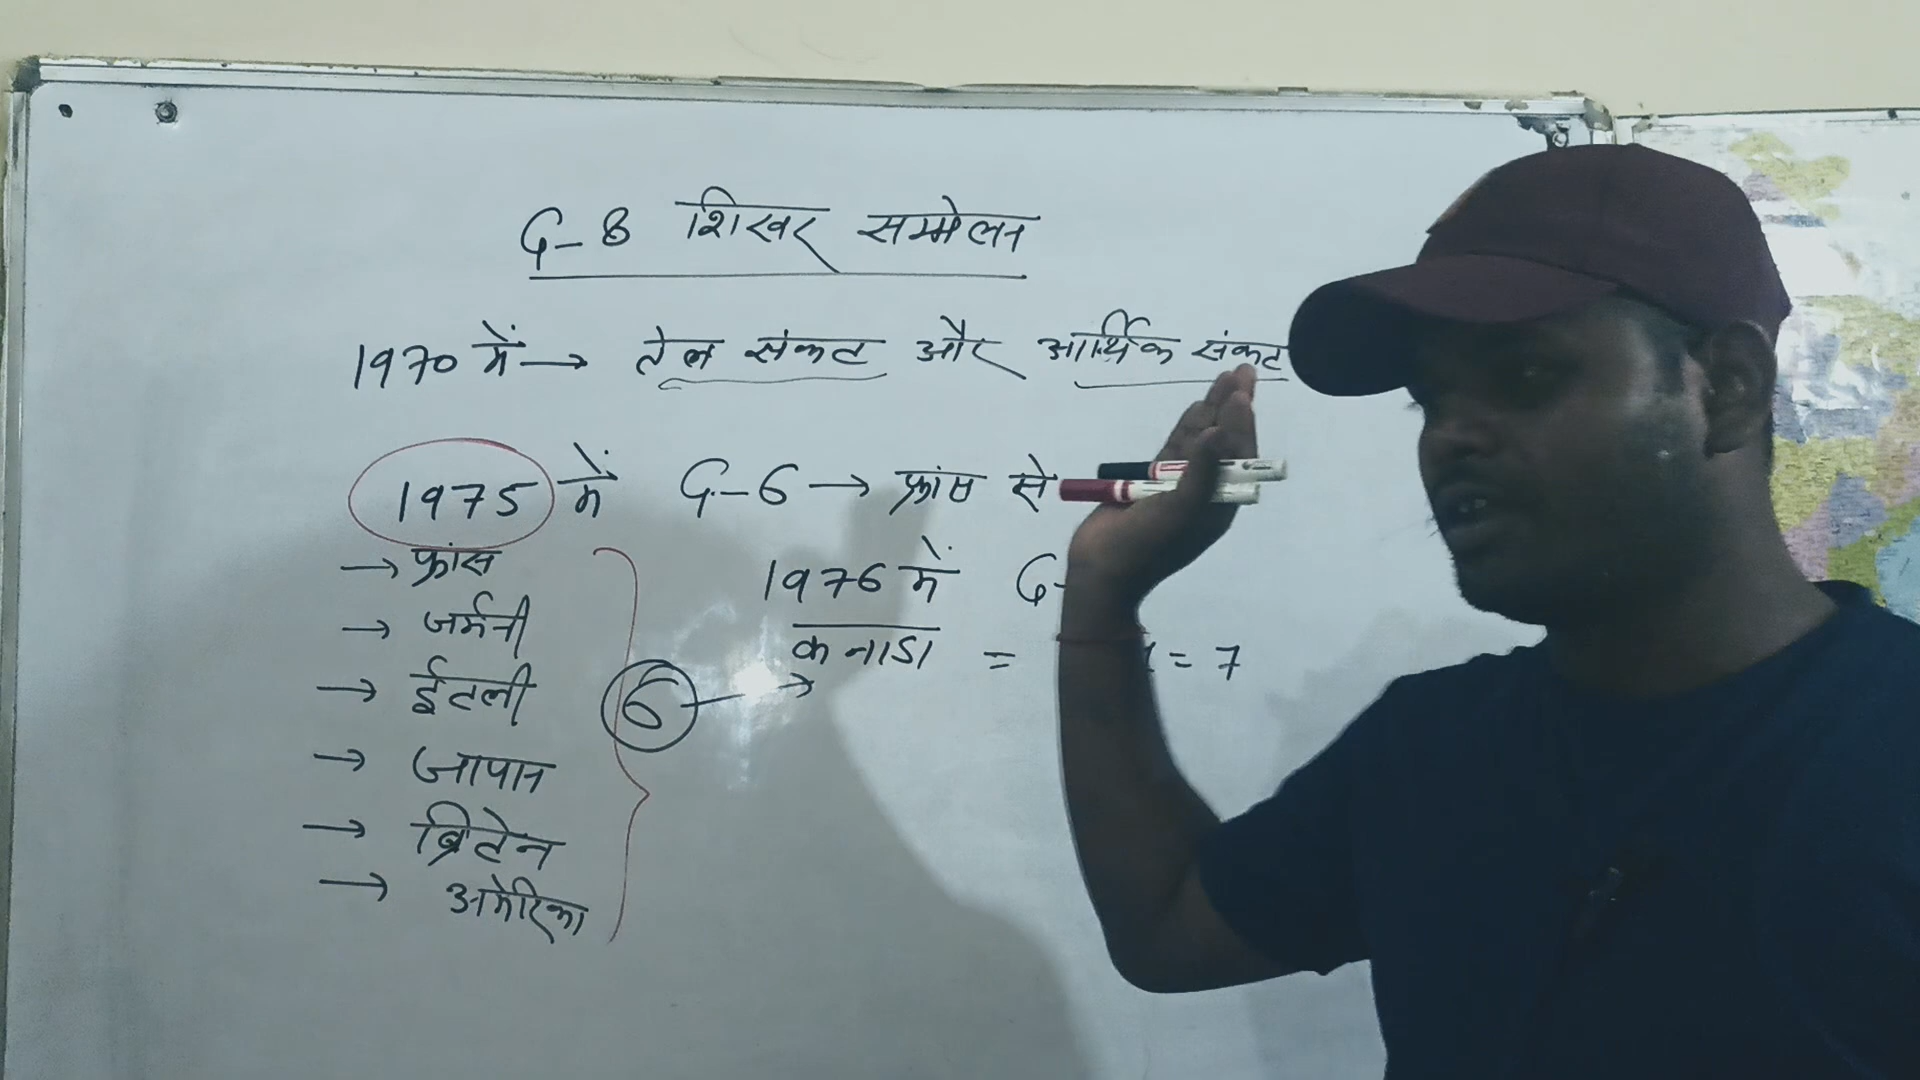 G-8 शिखर सम्मेलन
1970 में → तेल संकट और आर्थिक संकट
1975 में G-6 → फ्रांस से
→ फ्रांस
1976 में G-
→ जर्मनी
कनाडा = = 7
→ ईटली
6 →
→ जापान
→ ब्रिटेन
→ अमेरिका